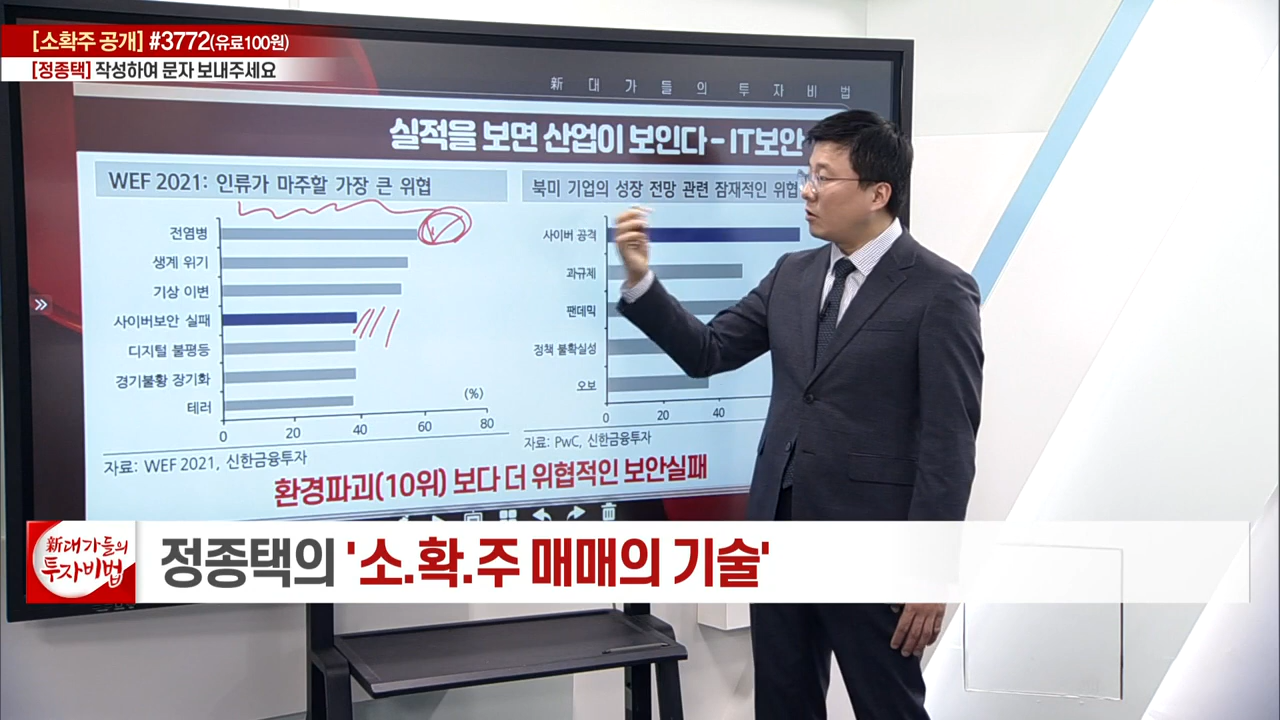 [소확주 공개] #3772(유료100원)
[정종택] 작성하여 문자 보내주세요
新 대 가 들 의 투 자 비 법
실적을 보면 산업이 보인다 - IT보안
WEF 2021: 인류가 마주할 가장 큰 위협
전염병
생계 위기
기상 이변
사이버보안 실패
디지털 불평등
경기불황 장기화
테러
(%)
0 20 40 60 80
자료: WEF 2021, 신한금융투자
북미 기업의 성장 전망 관련 잠재적인 위협
사이버 공격
과규제
팬데믹
정책 불확실성
오보
0 20 40
자료: PwC, 신한금융투자
환경파괴(10위) 보다 더 위협적인 보안실패
新대가들의
투자비법
정종택의 '소.확.주 매매의 기술'